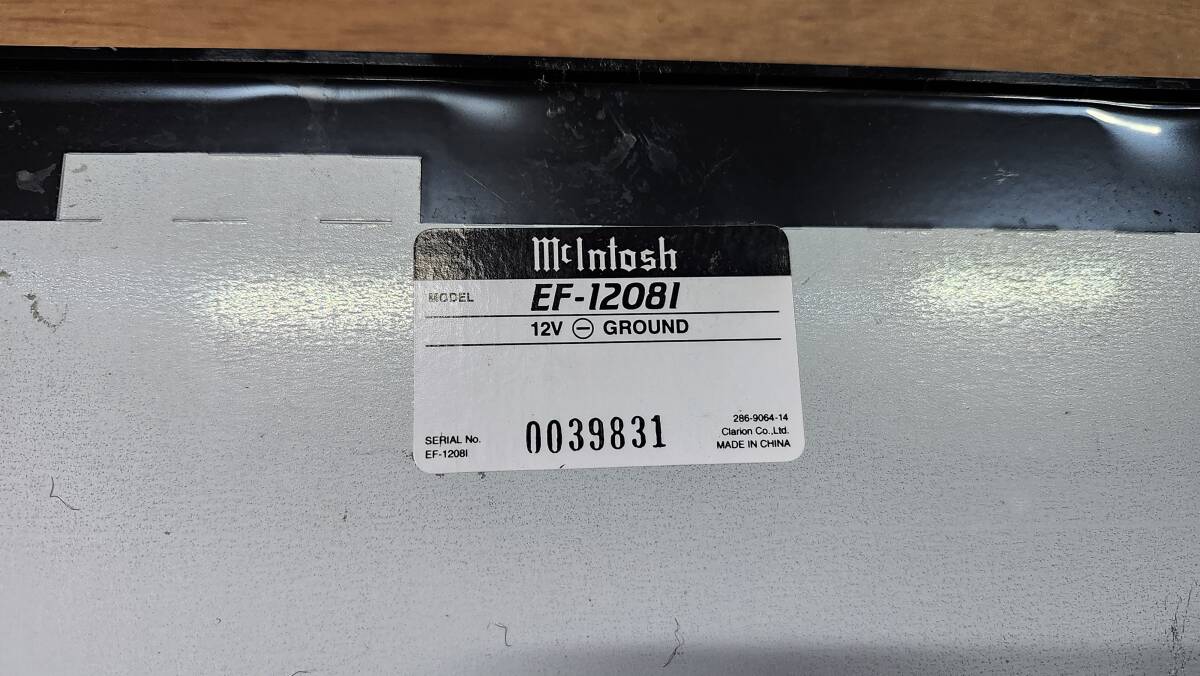 McIntosh
MODEL EF-1208I
12V ⊖ GROUND
286-9064-14
SERIAL No. 0039831 Clarion Co.,Ltd.
EF-1208I MADE IN CHINA